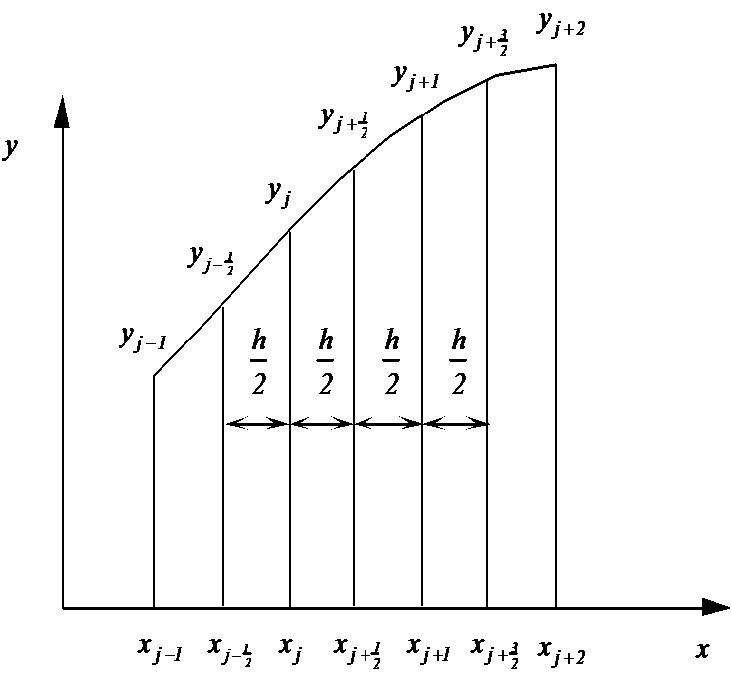 y_{j+2}
y_{j+\frac{3}{2}}
y_{j+1}
y_{j+\frac{1}{2}}
y
y_j
y_{j-\frac{1}{2}}
y_{j-1}
\frac{h}{2} \frac{h}{2} \frac{h}{2} \frac{h}{2}
x_{j-1} x_{j-\frac{1}{2}} x_j x_{j+\frac{1}{2}} x_{j+1} x_{j+\frac{3}{2}} x_{j+2} x